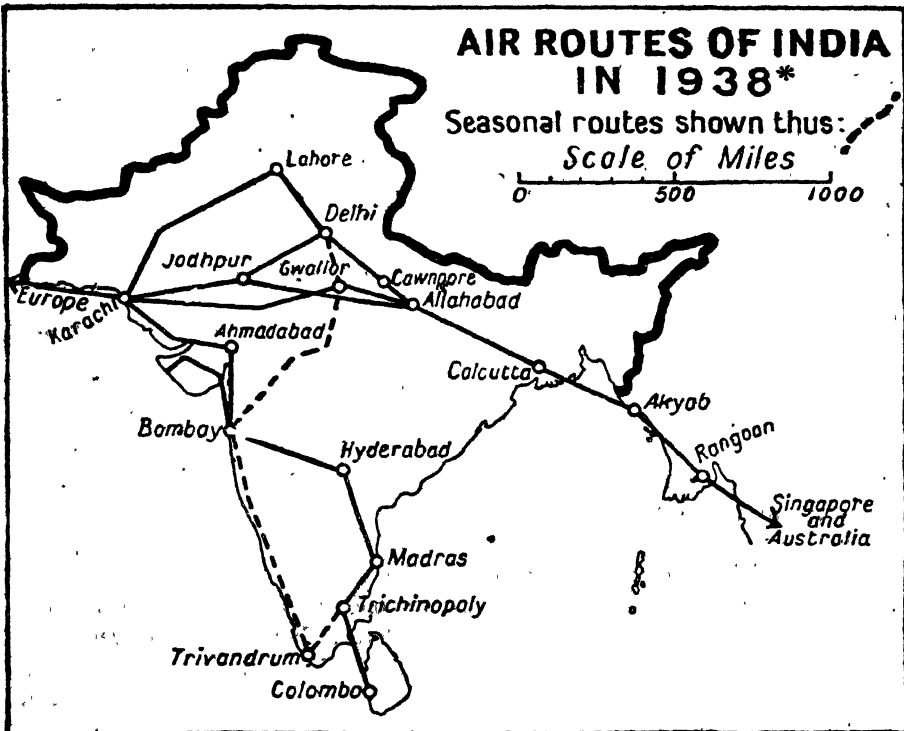 AIR ROUTES OF INDIA
IN 1938*
Seasonal routes shown thus:
Scale of Miles
0 500 1000
Lahore
Delhi
Jodhpur
Gwalior
Cawnpore
Allahabad
Europe
Karachi
Ahmadabad
Calcutta
Akyab
Bombay
Hyderabad
Rangoon
Singapore
and
Australia
Madras
Trichinopoly
Trivandrum
Colombo